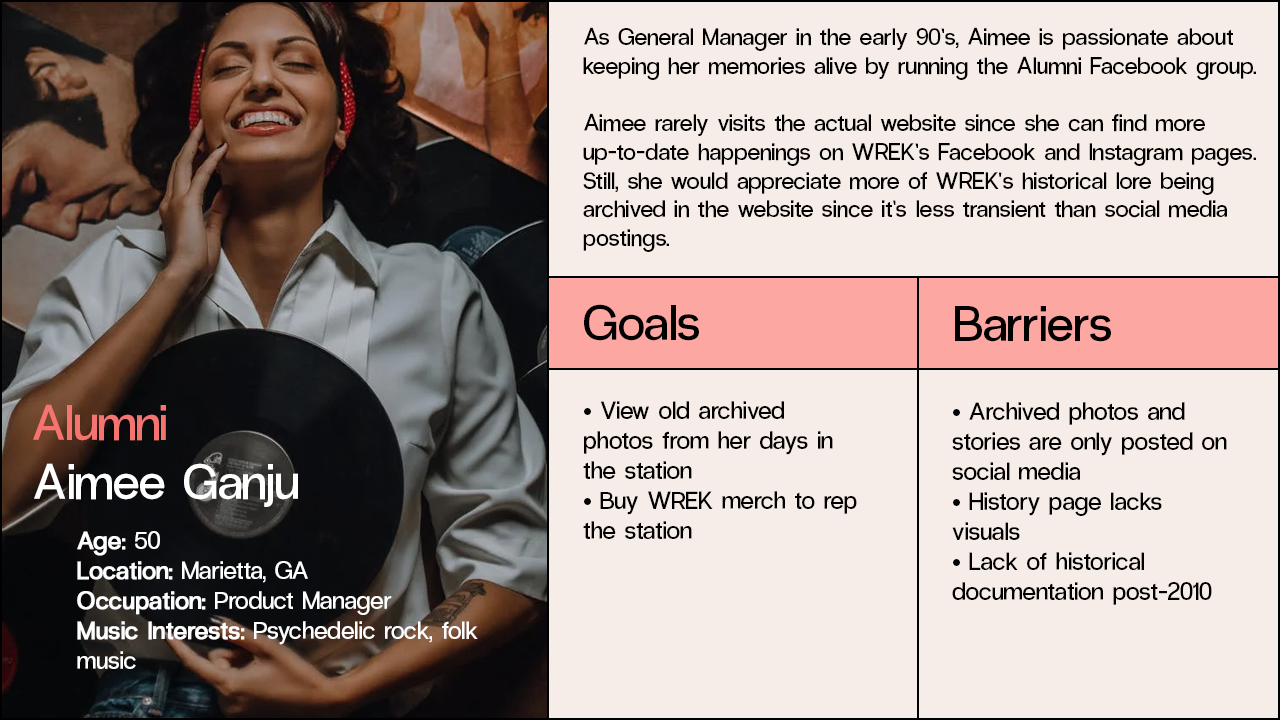 Alumni
Aimee Ganju
Age: 50
Location: Marietta, GA
Occupation: Product Manager
Music Interests: Psychedelic rock, folk
music
As General Manager in the early 90's, Aimee is passionate about
keeping her memories alive by running the Alumni Facebook group.
Aimee rarely visits the actual website since she can find more
up-to-date happenings on WREK's Facebook and Instagram pages.
Still, she would appreciate more of WREK's historical lore being
archived in the website since it's less transient than social media
postings.
Goals
• View old archived
photos from her days in
the station
• Buy WREK merch to rep
the station
Barriers
• Archived photos and
stories are only posted on
social media
• History page lacks
visuals
• Lack of historical
documentation post-2010